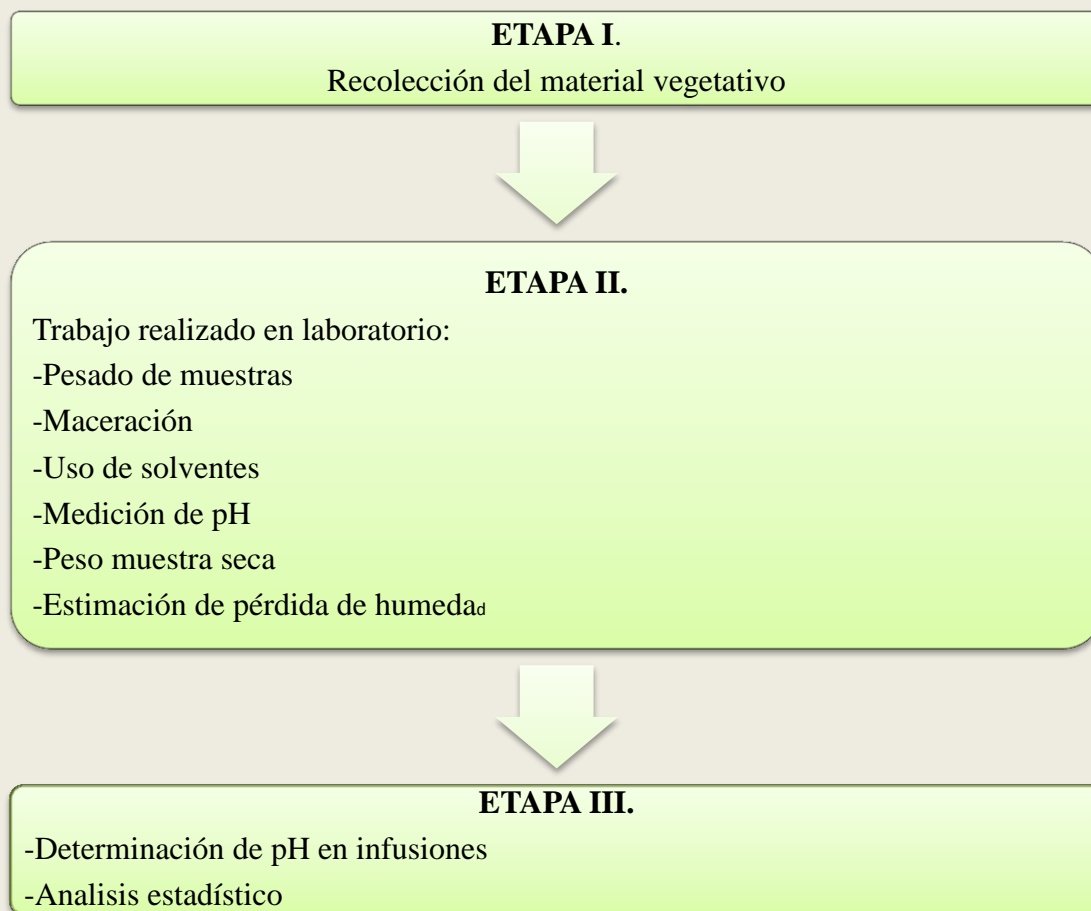 ETAPA I.
Recolección del material vegetativo
ETAPA II.
Trabajo realizado en laboratorio:
-Pesado de muestras
-Maceración
-Uso de solventes
-Medición de pH
-Peso muestra seca
-Estimación de pérdida de humedad
ETAPA III.
-Determinación de pH en infusiones
-Analisis estadístico